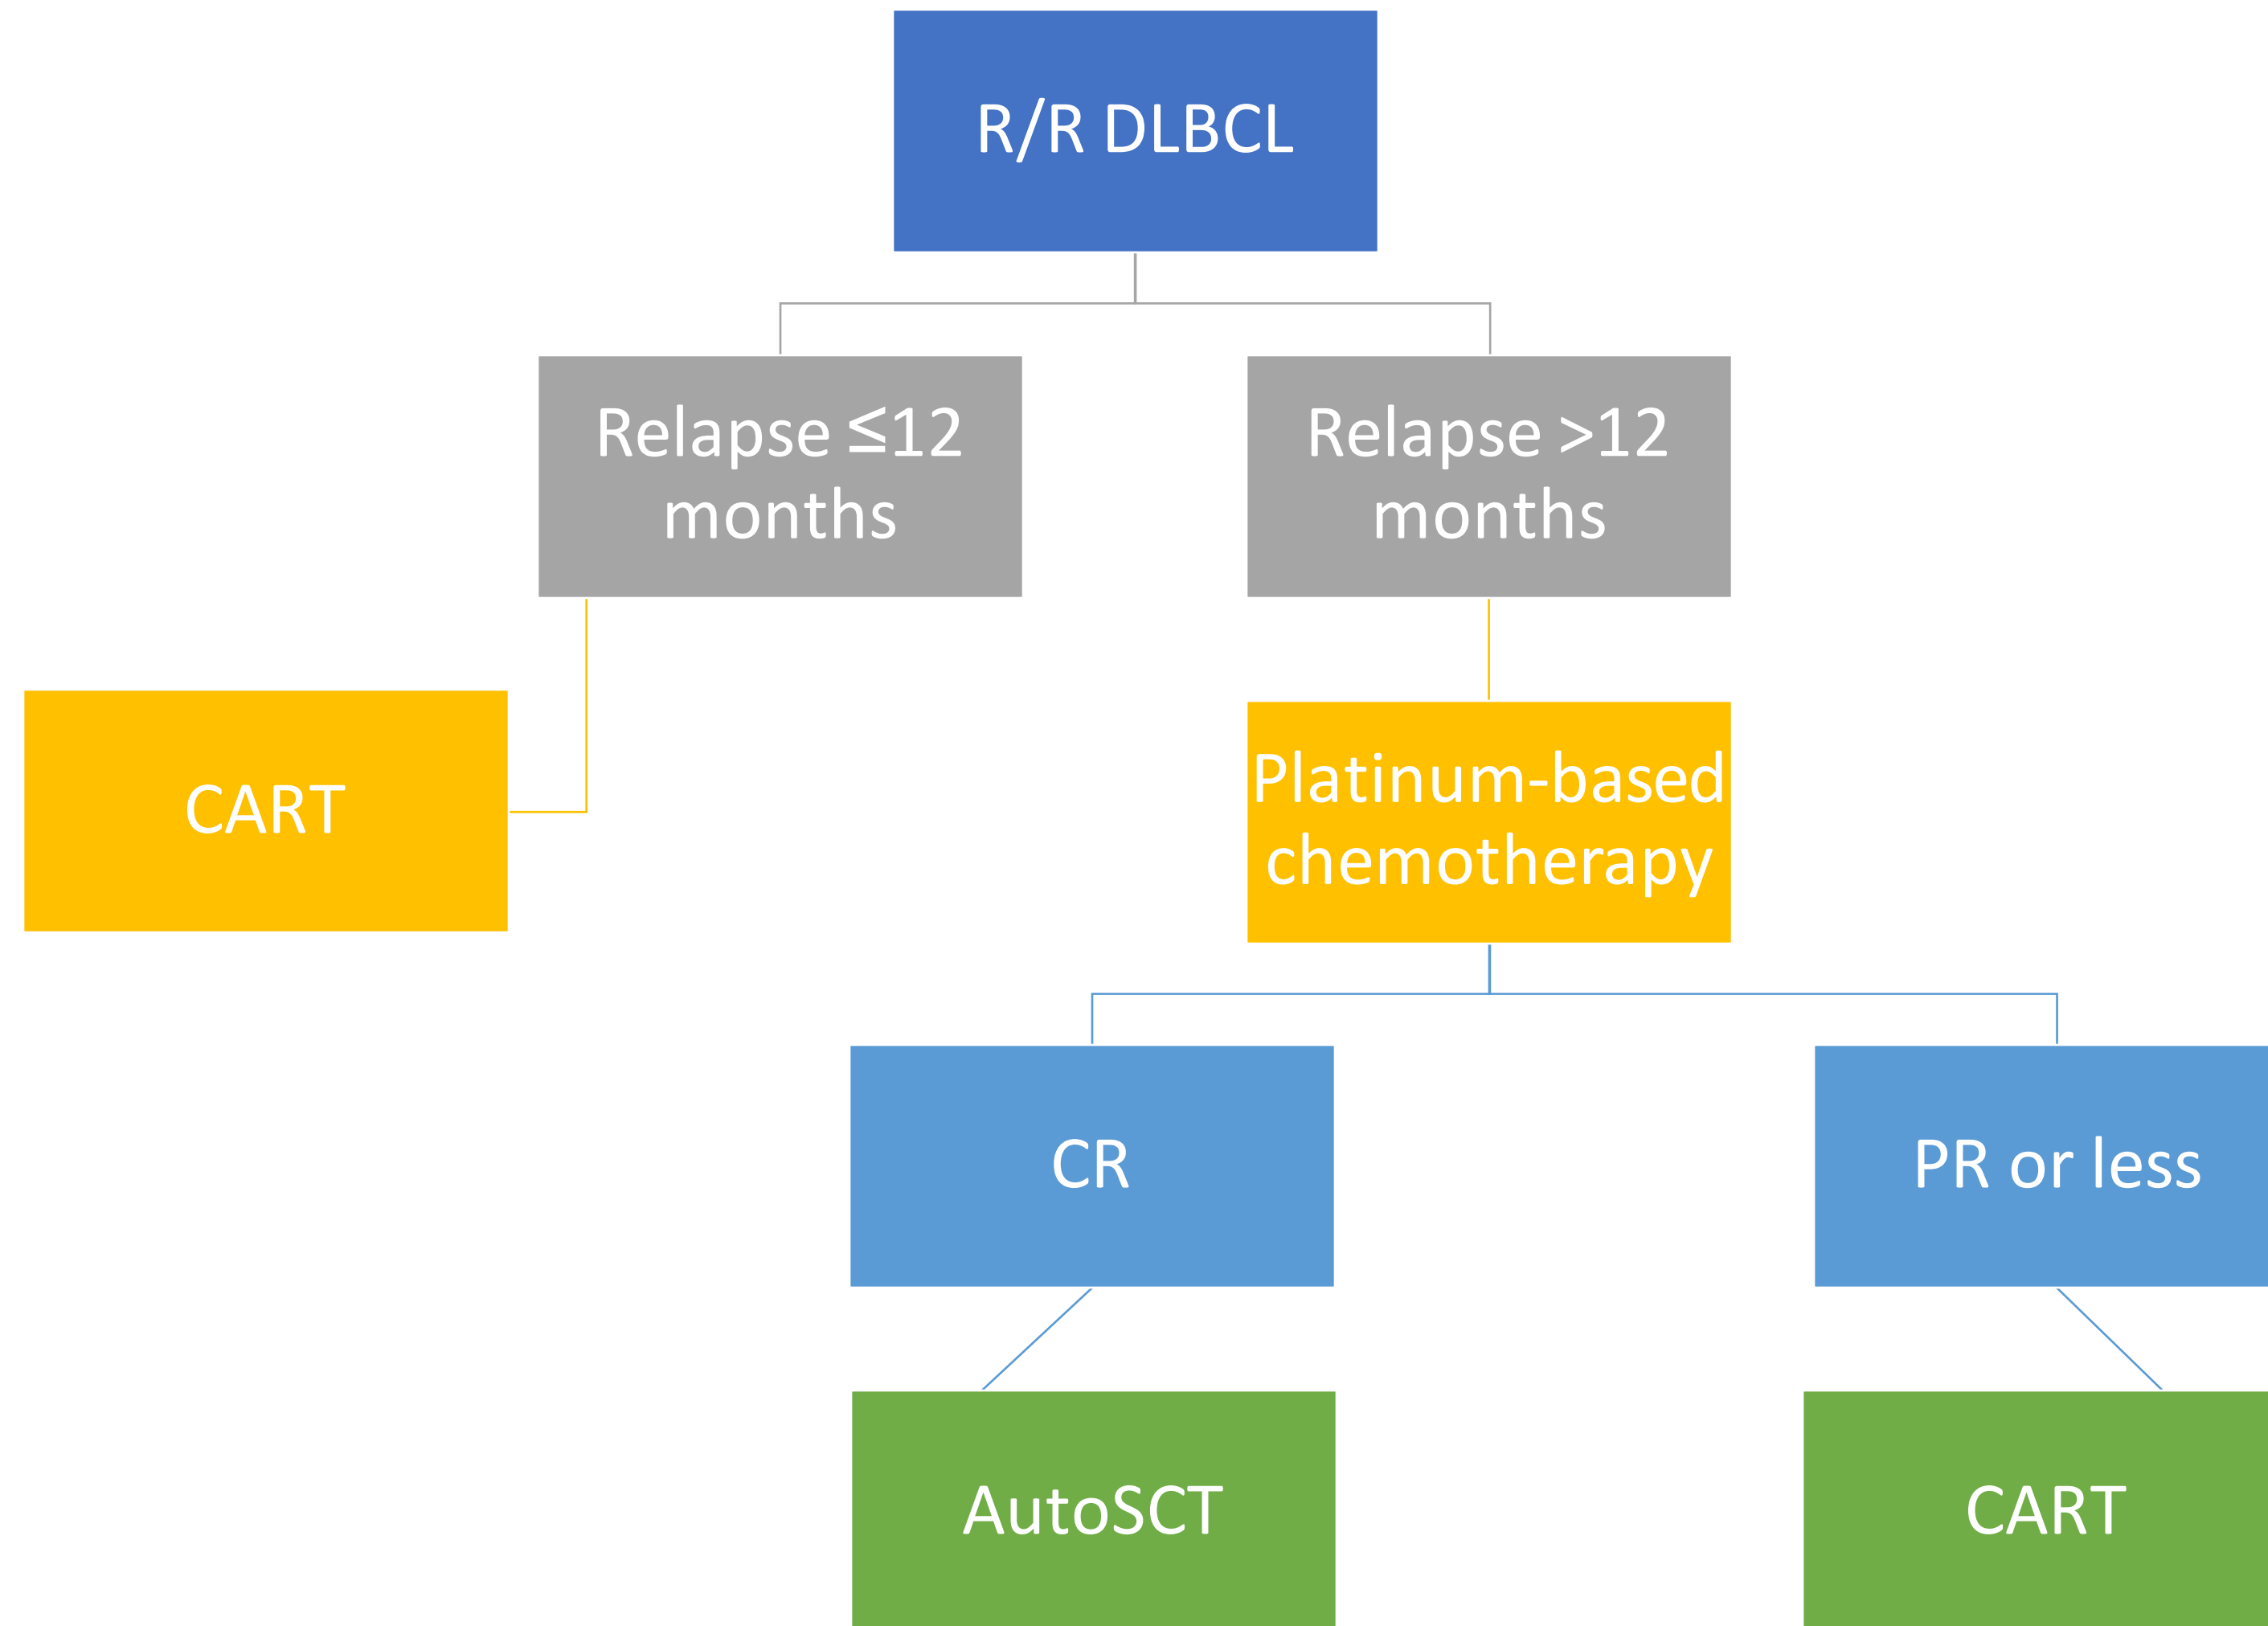 R/R DLBCL
Relapse ≤12
months
Relapse >12
months
CART
Platinum-based
chemotherapy
CR
PR or less
AutoSCT
CART